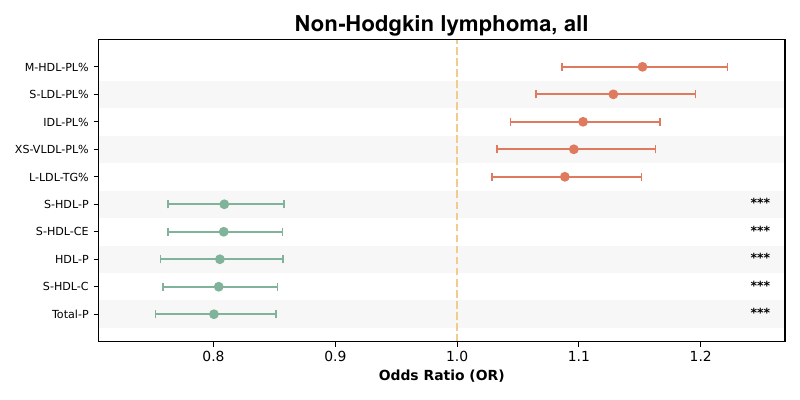 Non-Hodgkin lymphoma, all
M-HDL-PL%
S-LDL-PL%
IDL-PL%
XS-VLDL-PL%
L-LDL-TG%
S-HDL-P ***
S-HDL-CE ***
HDL-P ***
S-HDL-C ***
Total-P ***
0.8 0.9 1.0 1.1 1.2
Odds Ratio (OR)